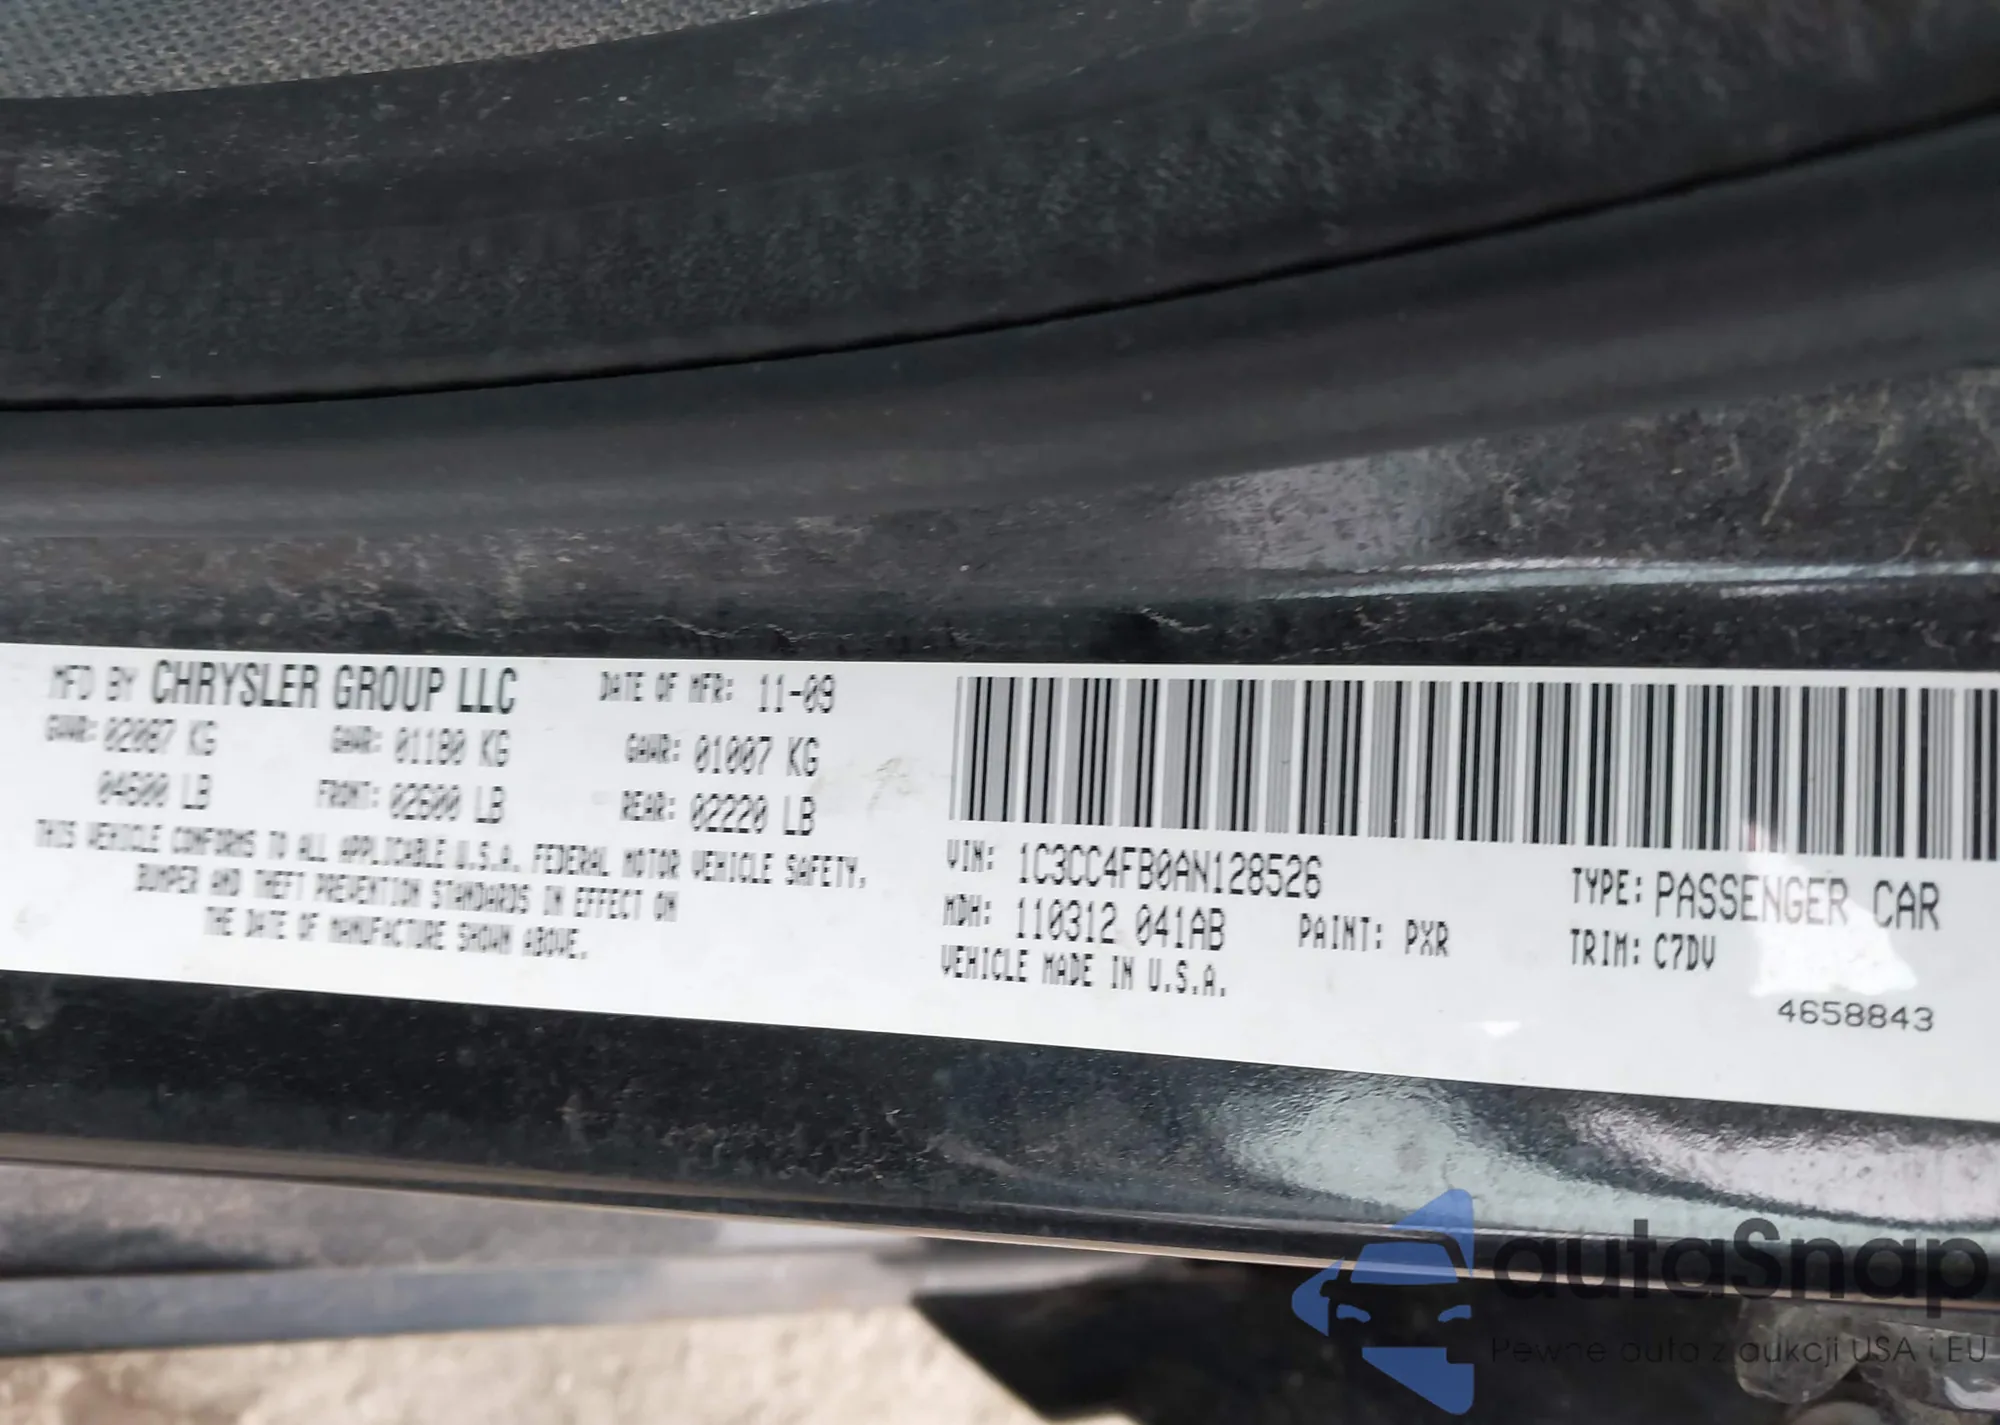 MFD BY CHRYSLER GROUP LLC DATE OF MFR: 11-09
GVWR: 02087 KG GAWR: 01180 KG GAWR: 01007 KG
04600 LB FRONT: 02600 LB REAR: 02220 LB
THIS VEHICLE CONFORMS TO ALL APPLICABLE U.S.A. FEDERAL MOTOR VEHICLE SAFETY,
BUMPER AND THEFT PREVENTION STANDARDS IN EFFECT ON
THE DATE OF MANUFACTURE SHOWN ABOVE.
VIN: 1C3CC4FB0AN128526 TYPE: PASSENGER CAR
MDH: 110312 041AB PAINT: PXR TRIM: C7DV
VEHICLE MADE IN U.S.A.
4658843
autaSnap
Pewne auta z aukcji USA i EU